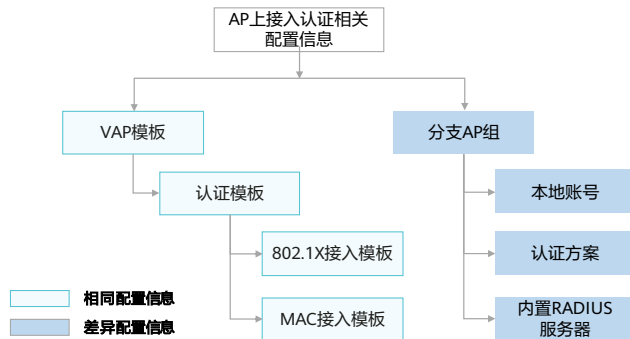 AP上接入认证相关
配置信息
VAP模板
分支AP组
认证模板
本地账号
802.1X接入模板
认证方案
相同配置信息
MAC接入模板
内置RADIUS
服务器
差异配置信息